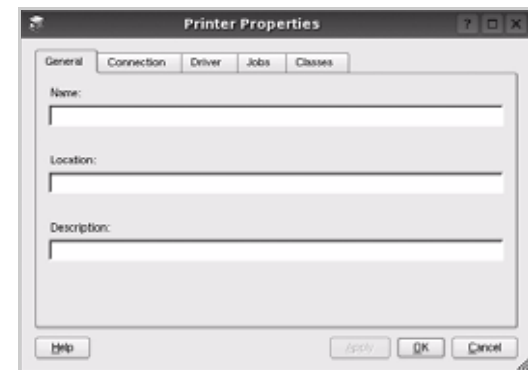 Printer Properties ?
General Connection Driver Jobs Classes
Name:
Location:
Description:
Help Apply OK Cancel